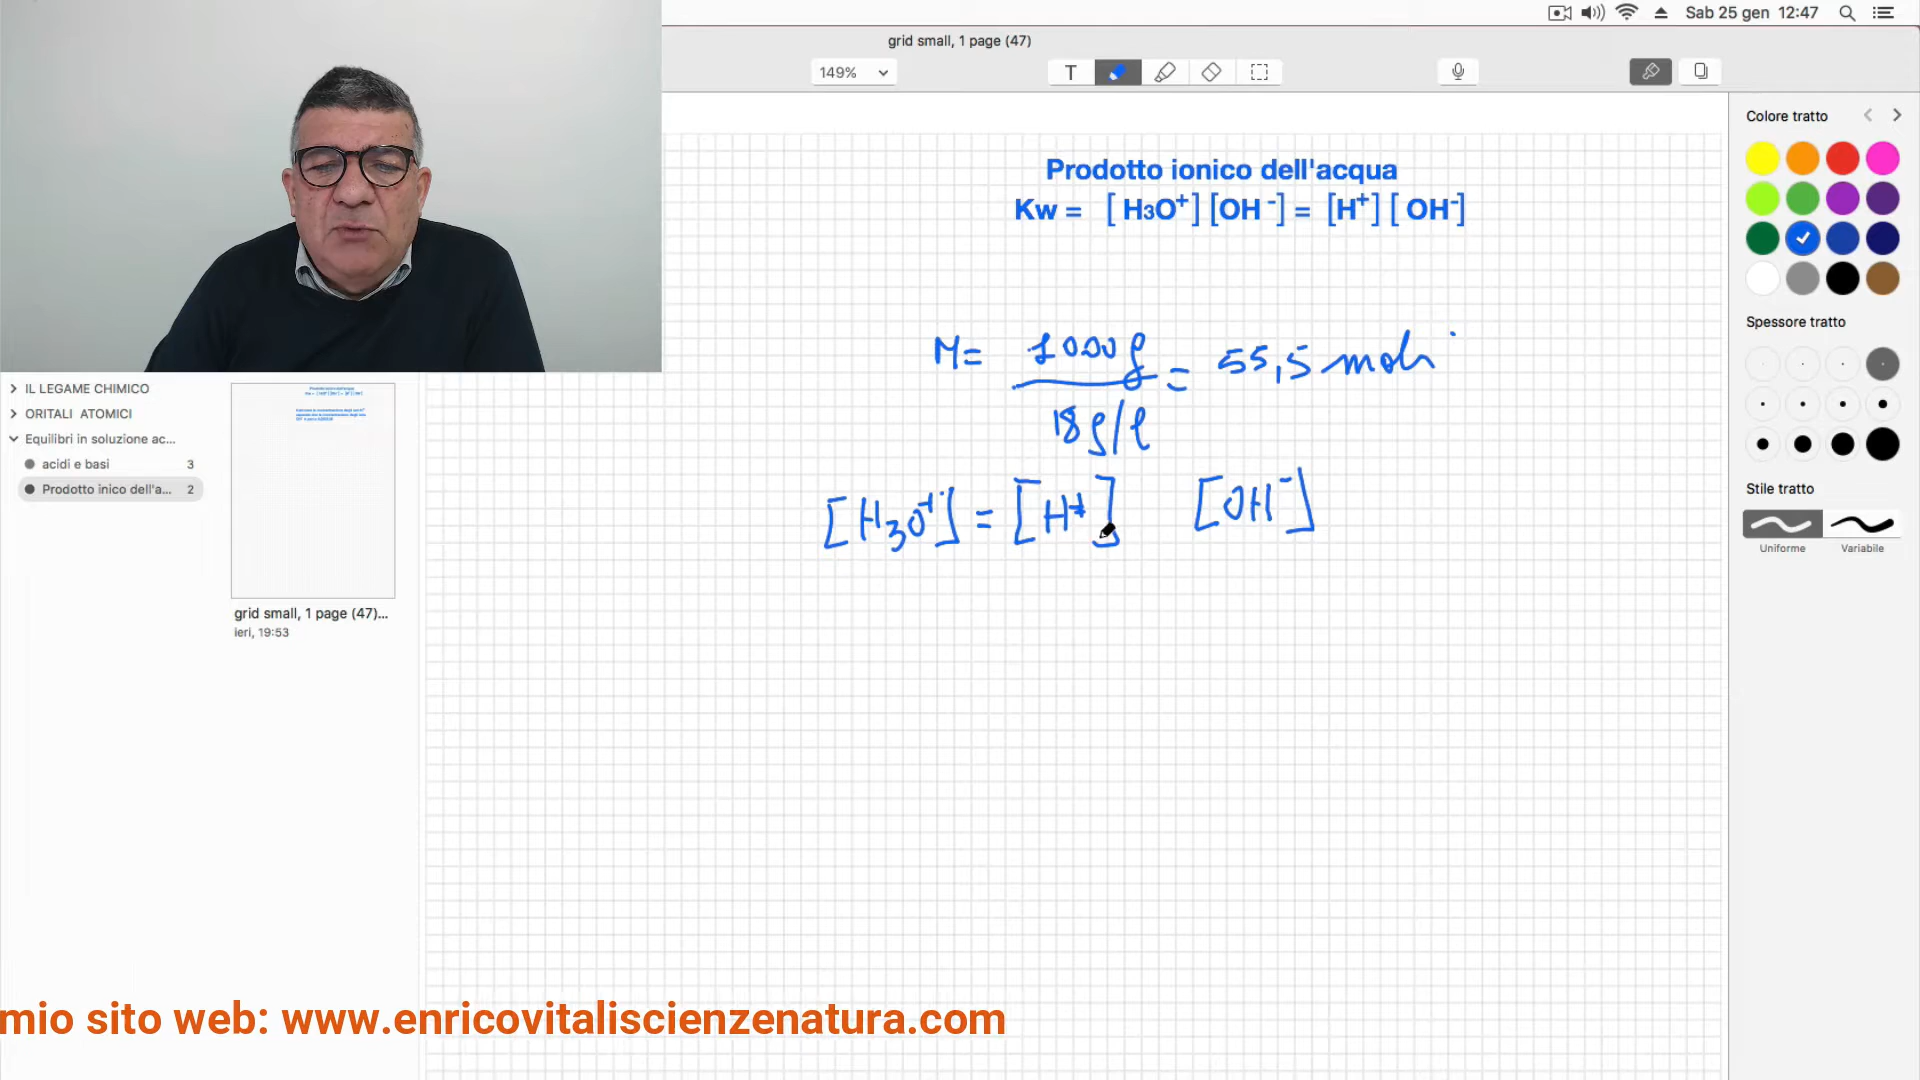 Sab 25 gen 12:47
grid small, 1 page (47)
149%
T
Colore tratto
Prodotto ionico dell'acqua
Kw = [ H3O+] [OH -] = [H+] [ OH-]
Spessore tratto
M= 1000g = 55,5 moli
18g/l
[H3O+] = [H+] [OH-]
Stile tratto
Uniforme Variabile
IL LEGAME CHIMICO
ORITALI ATOMICI
Equilibri in soluzione ac...
acidi e basi 3
Prodotto inico dell'a... 2
grid small, 1 page (47)...
ieri, 19:53
mio sito web: www.enricovitaliscienzenatura.com